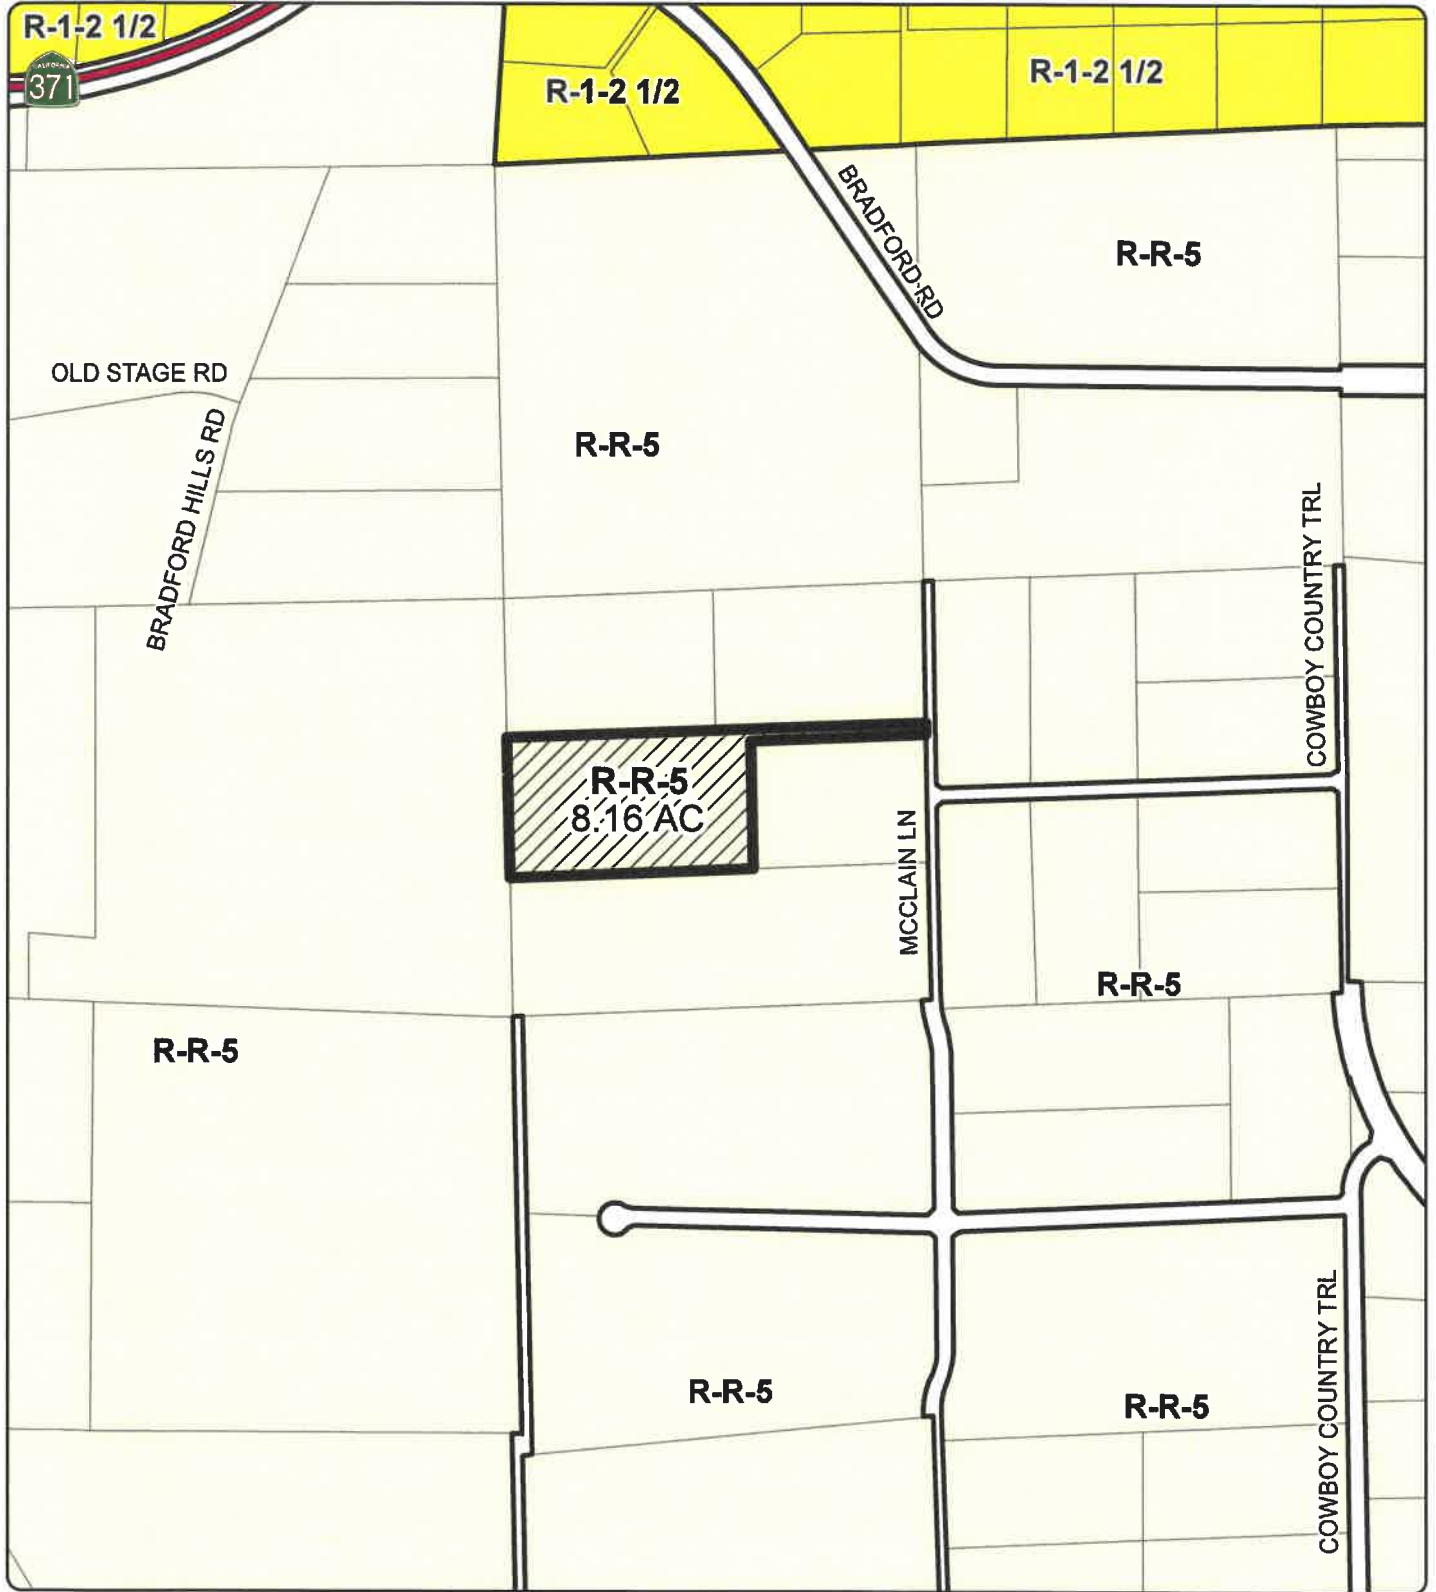 R-1-2 1/2
CALIFORNIA
371
R-1-2 1/2
R-1-2 1/2
BRADFORD RD
R-R-5
OLD STAGE RD
BRADFORD HILLS RD
R-R-5
COWBOY COUNTRY TRL
R-R-5
8.16 AC
MCCLAIN LN
R-R-5
R-R-5
R-R-5
R-R-5
COWBOY COUNTRY TRL